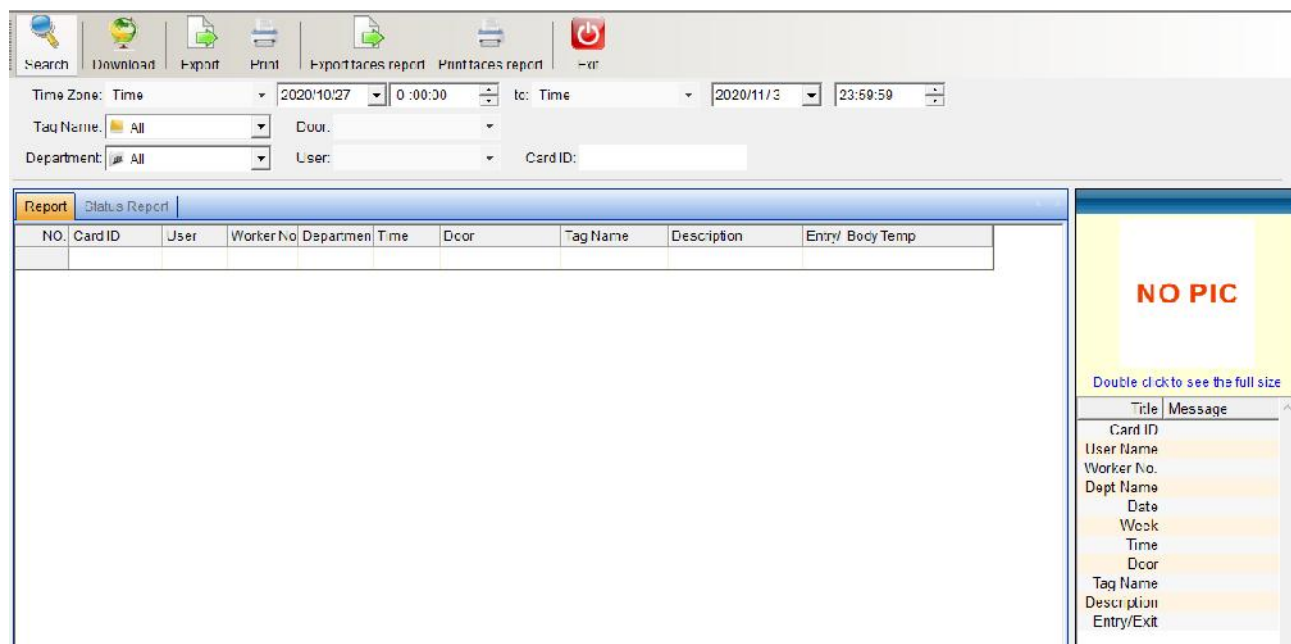 Search Download Export Print Export faces report Print faces report Exit
Time Zone: Time 2020/10/27 0:00:00 to: Time 2020/11/3 23:59:59
Tag Name: All Door:
Department: All User: Card ID:
Report Status Report
NO. Card ID User Worker No Departmen Time Door Tag Name Description Entry/ Body Temp
NO PIC
Double click to see the full size
Title Message
Card ID
User Name
Worker No.
Dept Name
Date
Week
Time
Door
Tag Name
Description
Entry/Exit